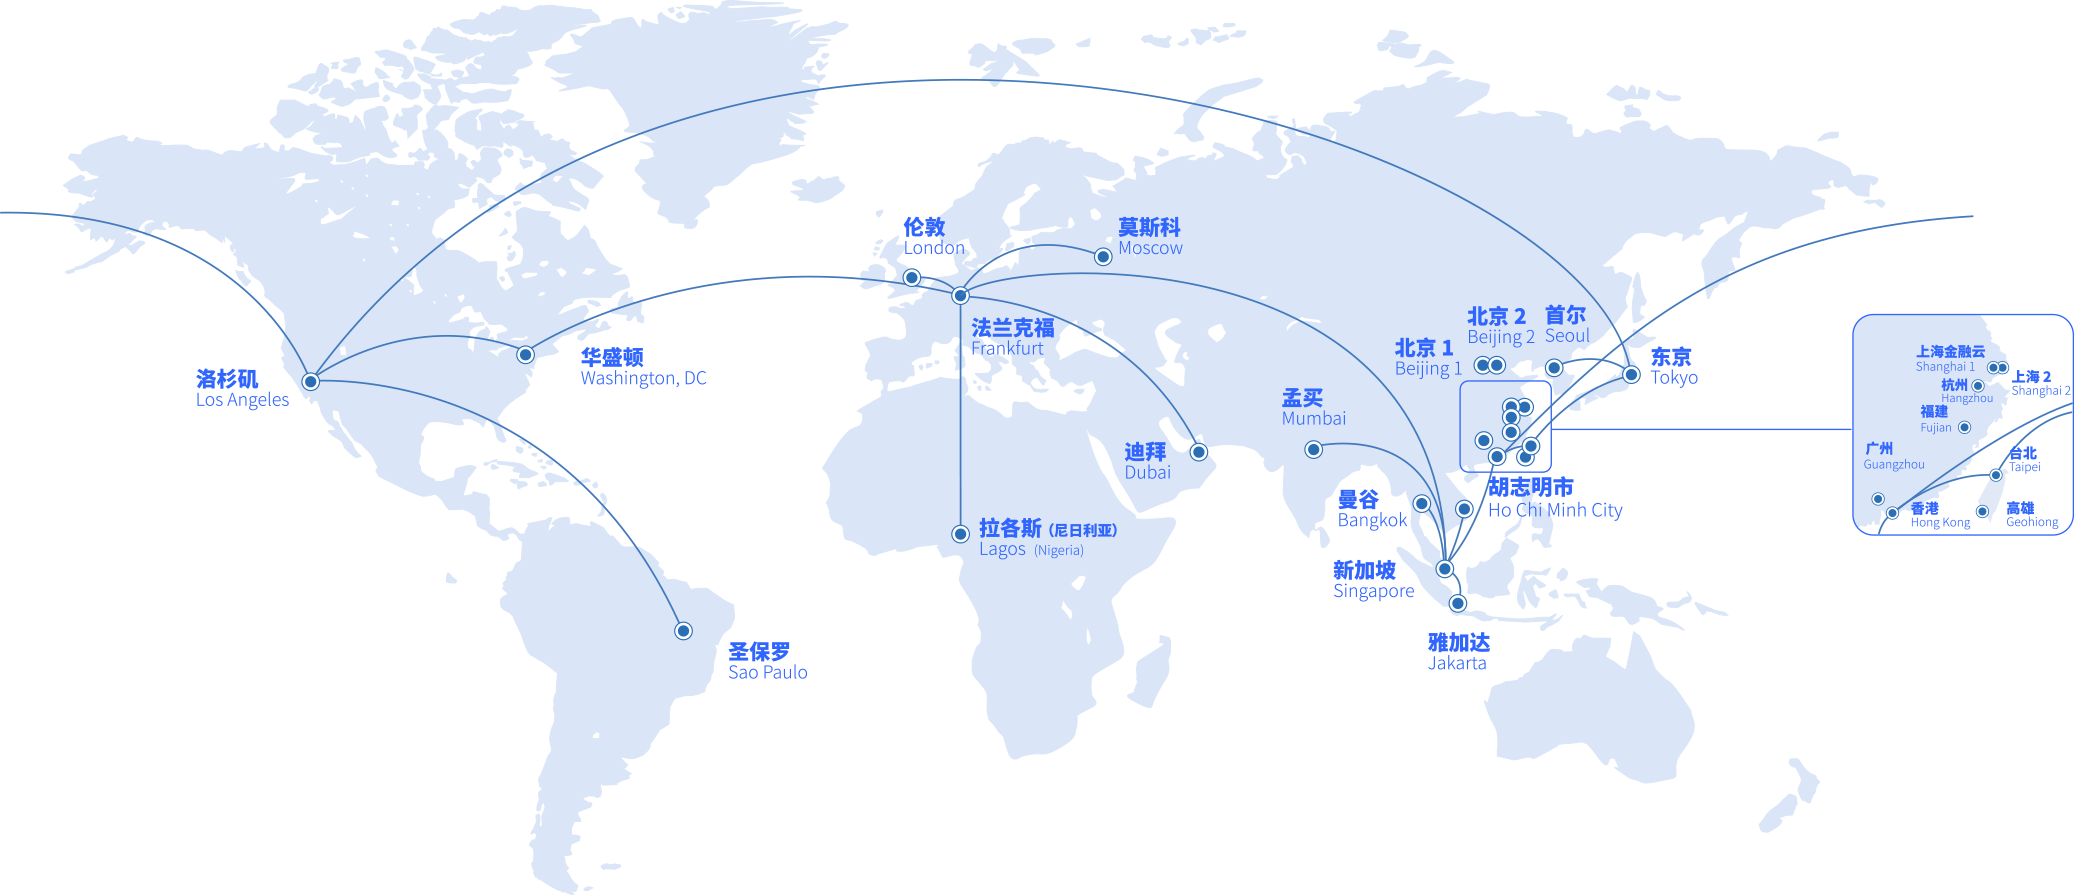 伦敦
London
莫斯科
Moscow
法兰克福
Frankfurt
华盛顿
Washington, DC
洛杉矶
Los Angeles
北京 2
Beijing 2
首尔
Seoul
北京 1
Beijing 1
东京
Tokyo
孟买
Mumbai
迪拜
Dubai
曼谷
Bangkok
胡志明市
Ho Chi Minh City
拉各斯（尼日利亚）
Lagos (Nigeria)
新加坡
Singapore
雅加达
Jakarta
圣保罗
Sao Paulo
上海金融云
Shanghai 1
上海 2
Shanghai 2
杭州
Hangzhou
福建
Fujian
广州
Guangzhou
台北
Taipei
香港
Hong Kong
高雄
Geohiong